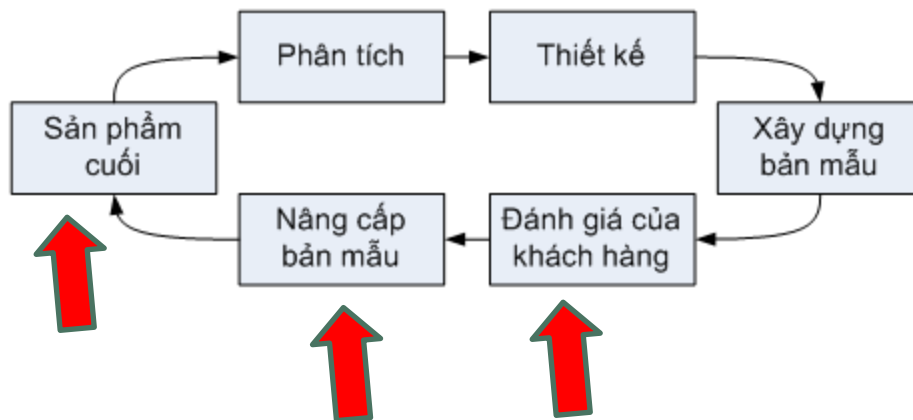 Phân tích
Thiết kế
Sản phẩm
cuối
Xây dựng
bản mẫu
Nâng cấp
bản mẫu
Đánh giá của
khách hàng